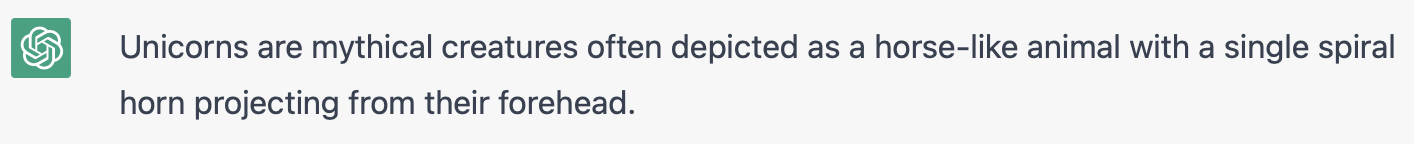 Unicorns are mythical creatures often depicted as a horse-like animal with a single spiral
horn projecting from their forehead.